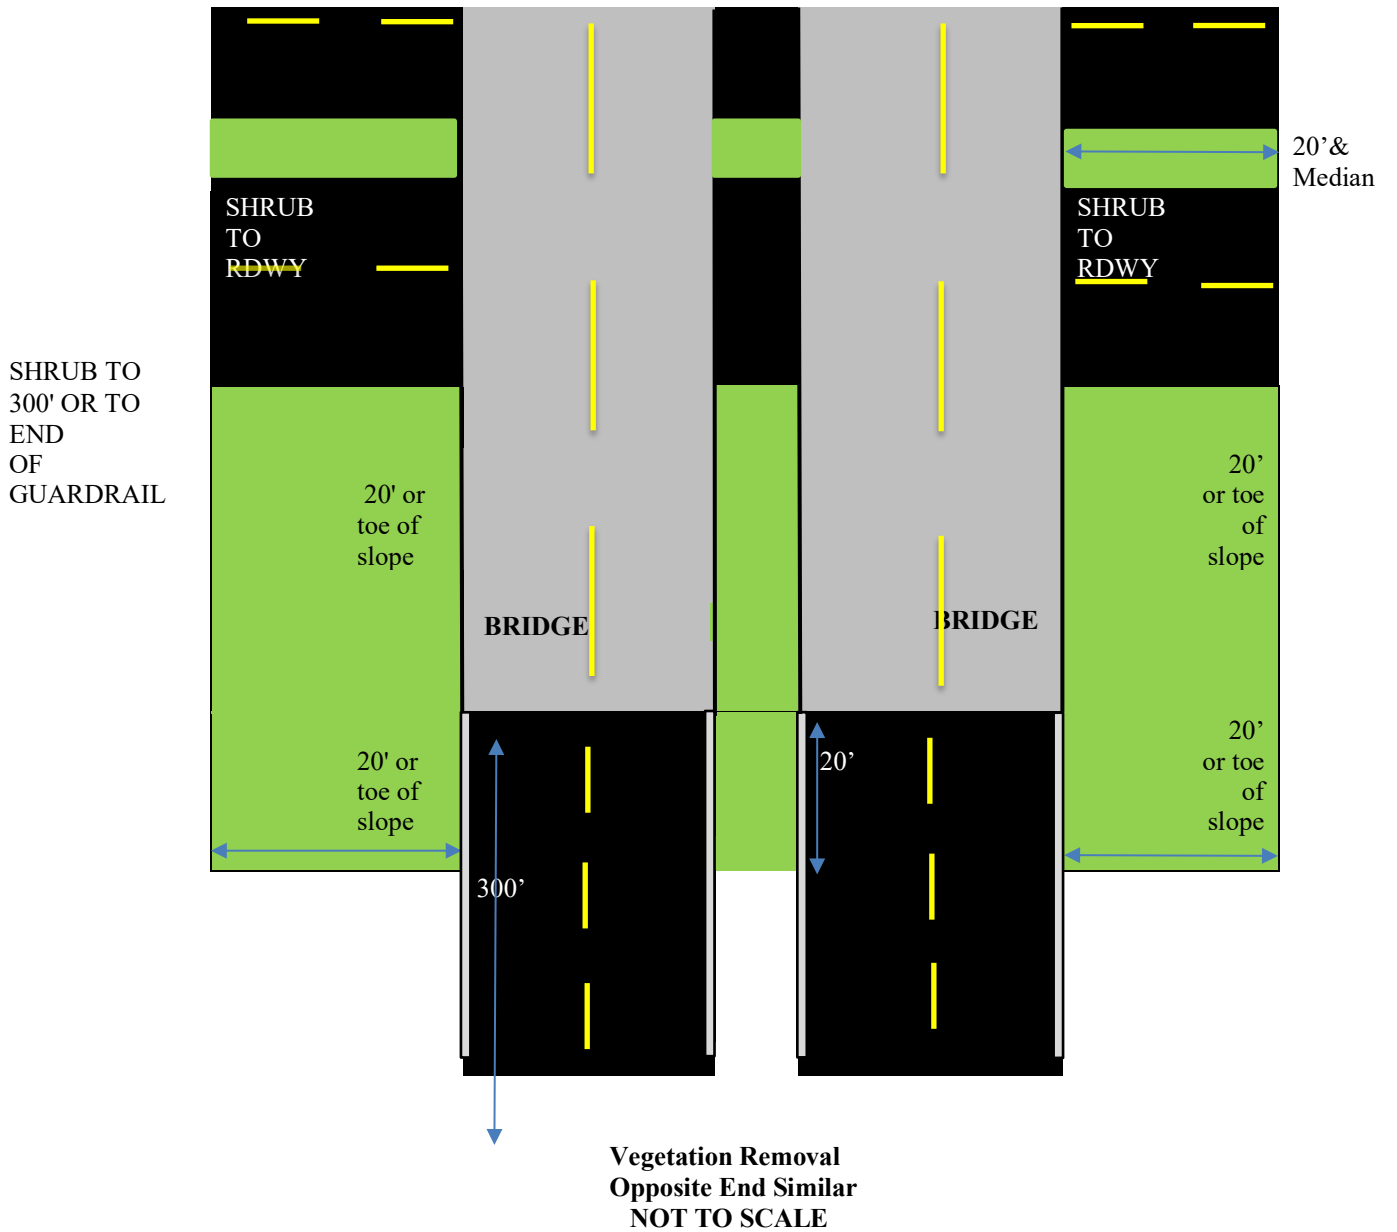 20’&
Median
SHRUB
TO
RDWY
SHRUB
TO
RDWY
SHRUB TO
300' OR TO
END
OF
GUARDRAIL
20' or
toe of
slope
20’
or toe
of
slope
BRIDGE
BRIDGE
20' or
toe of
slope
20’
20’
or toe
of
slope
300’
Vegetation Removal
Opposite End Similar
NOT TO SCALE